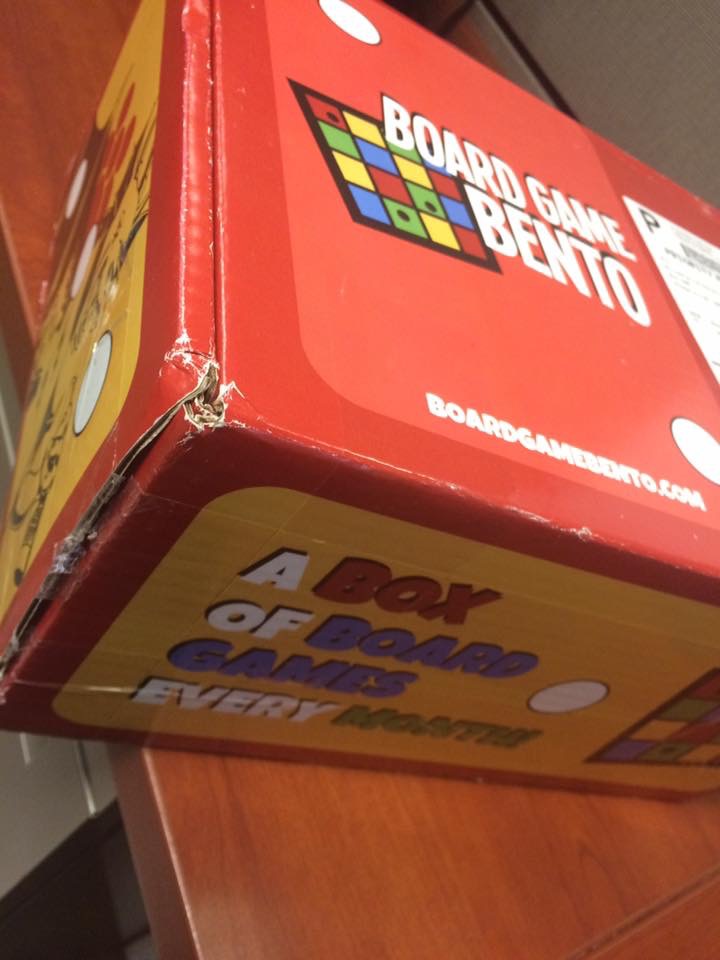 BOARD GAME
BENTO
P
BOARDGAMEBENTO.COM
A BOX
OF BOARD
GAMES
EVERY MONTH!